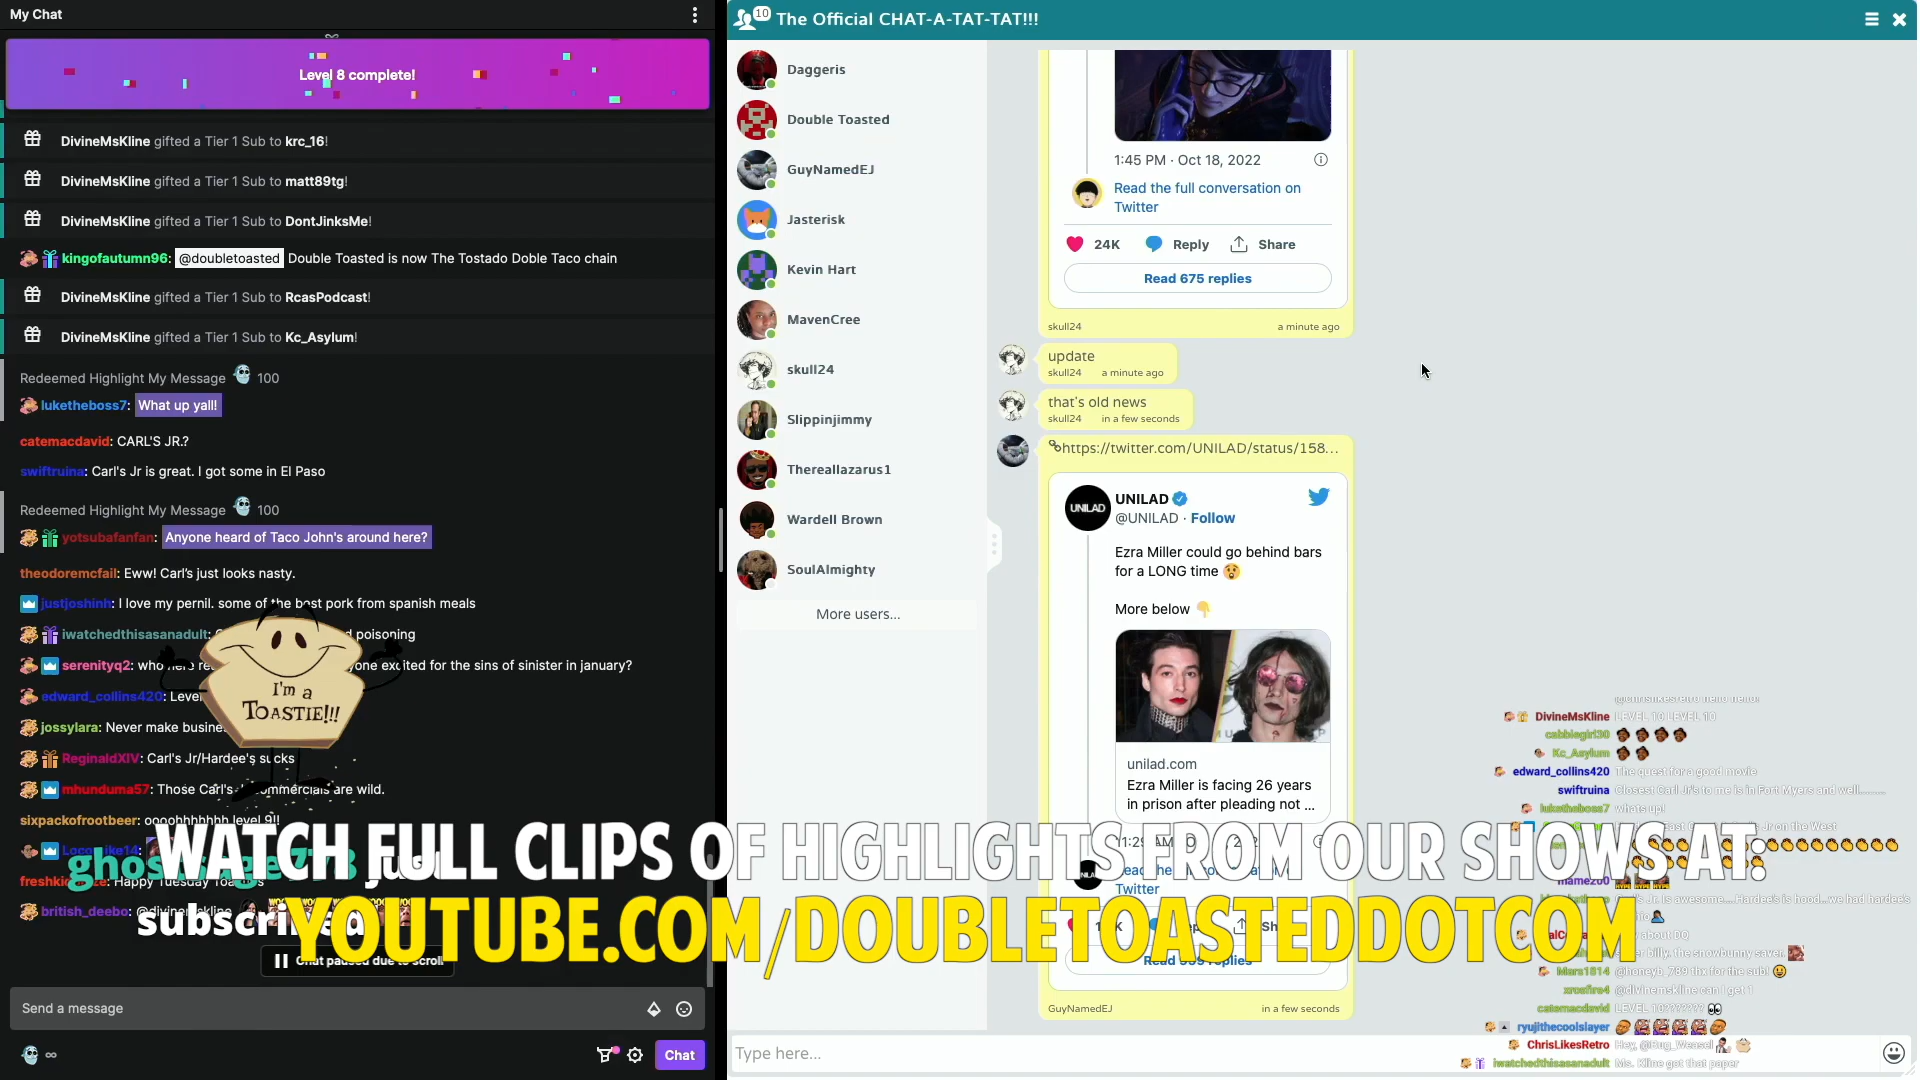 My Chat
Level 8 complete!
DivineMsKline gifted a Tier 1 Sub to krc_16!
DivineMsKline gifted a Tier 1 Sub to matt89tg!
DivineMsKline gifted a Tier 1 Sub to DontJinksMe!
kingofautumn96: @doubletoasted Double Toasted is now The Tostado Doble Taco chain
DivineMsKline gifted a Tier 1 Sub to RcasPodcast!
DivineMsKline gifted a Tier 1 Sub to Kc_Asylum!
Redeemed Highlight My Message 100
luketheboss7: What up yall!
catemacdavid: CARL'S JR.?
swiftruina: Carl's Jr is great. I got some in El Paso
Redeemed Highlight My Message 100
yotsubafanfan: Anyone heard of Taco John's around here?
theodoremcfail: Eww! Carl's just looks nasty.
justjoshinh: I love my pernil. some of the best pork from spanish meals
iwatchedthisasanadult: poisoning
serenityq2: who excited for the sins of sinister in january?
edward_collins420:
jossylara: Never make
ReginaldXIV: Carl's Jr/Hardee's sucks
mhunduma57: Those Carl's are wild.
sixpackofrootbeer: oooohhhhhhh level 9!!
Happy Tuesday
british_deebo:
I'm a
TOASTIE!!!
Chat paused due to scroll
Send a message
Chat
10 The Official CHAT-A-TAT-TAT!!!
Daggeris
Double Toasted
GuyNamedEJ
Jasterisk
Kevin Hart
MavenCree
skull24
Slippinjimmy
Thereallazarus1
Wardell Brown
SoulAlmighty
More users...
1:45 PM · Oct 18, 2022
Read the full conversation on
Twitter
24K Reply Share
Read 675 replies
skull24 a minute ago
update
skull24 a minute ago
that's old news
skull24 in a few seconds
https://twitter.com/UNILAD/status/158...
UNILAD
UNILAD
@UNILAD · Follow
Ezra Miller could go behind bars
for a LONG time
More below
unilad.com
Ezra Miller is facing 26 years
in prison after pleading not ...
Twitter
GuyNamedEJ in a few seconds
Type here...
DivineMsKline LEVEL 10 LEVEL 10
cabbiegirl30
Kc_Asylum
edward_collins420 The quest for a good movie
swiftruina Closest Carl Jr's to me is in Fort Myers and well.........
luketheboss7 whats up!
mame200
Mars1814 @honeyb_789 thx for the sub!
xrosfire4 @divinemskline can I get 1
catemacdavid LEVEL 10???????
ryujithecoolslayer
ChrisLikesRetro Hey, @Bug_Weasel
iwatchedthisasanadult Ms. Kline got that paper
WATCH FULL CLIPS OF HIGHLIGHTS FROM OUR SHOWS AT:
YOUTUBE.COM/DOUBLETOASTEDDOTCOM